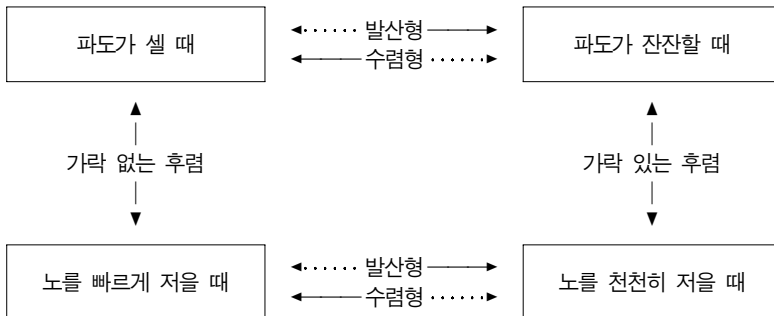 파도가 셀 때
발산형
수렴형
파도가 잔잔할 때
가락 없는 후렴
가락 있는 후렴
노를 빠르게 저을 때
발산형
수렴형
노를 천천히 저을 때